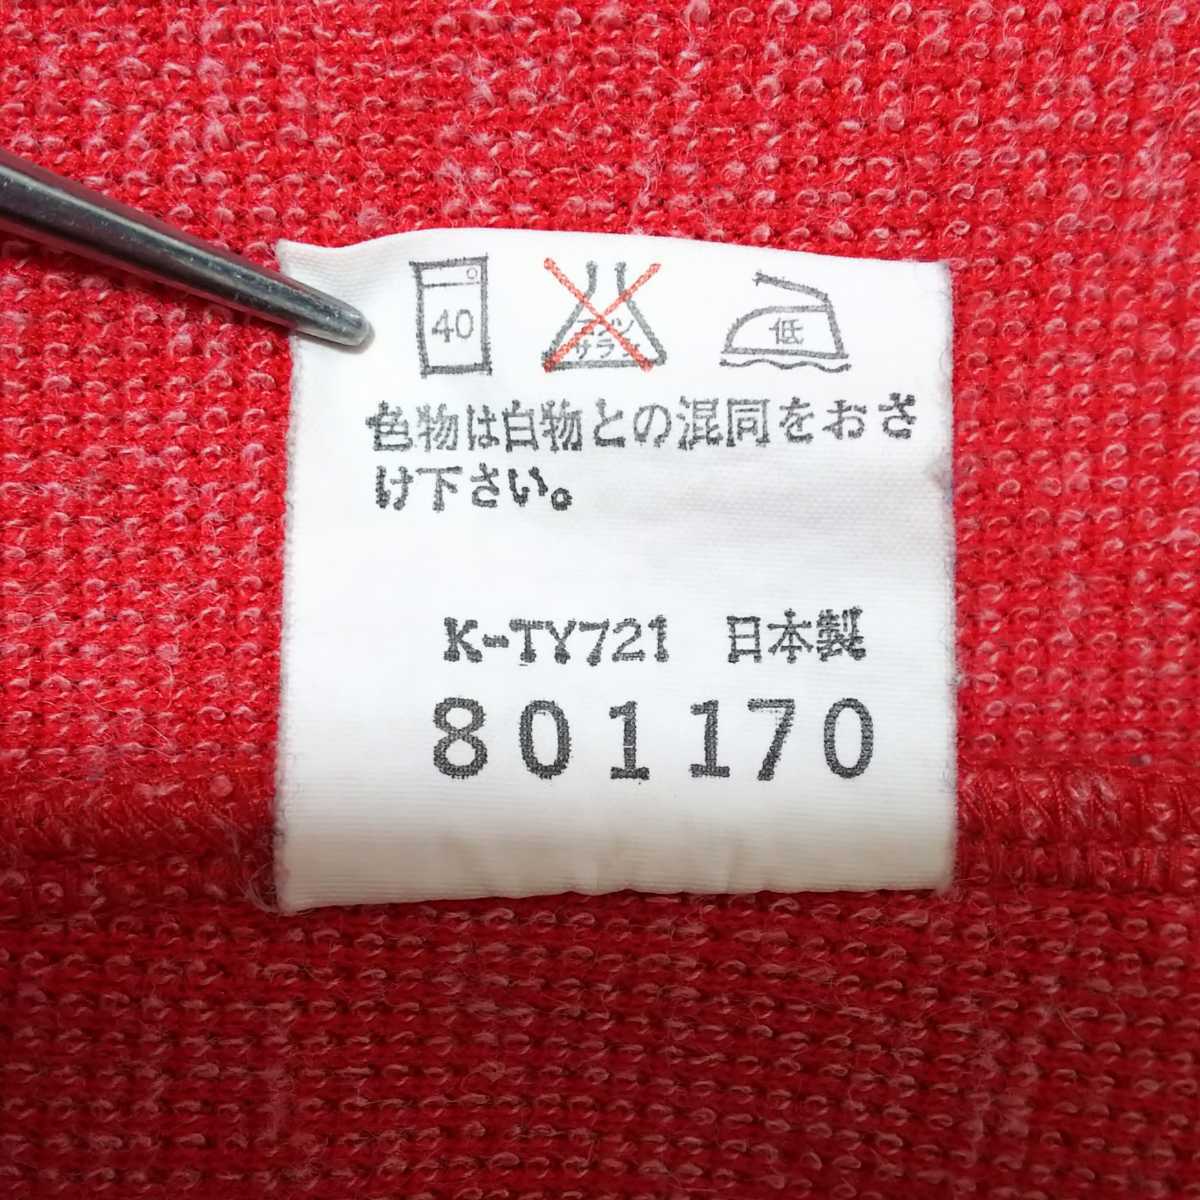 40 エンソ サラシ 低
色物は白物との混同をおさ
け下さい。
K-TY721 日本製
801170